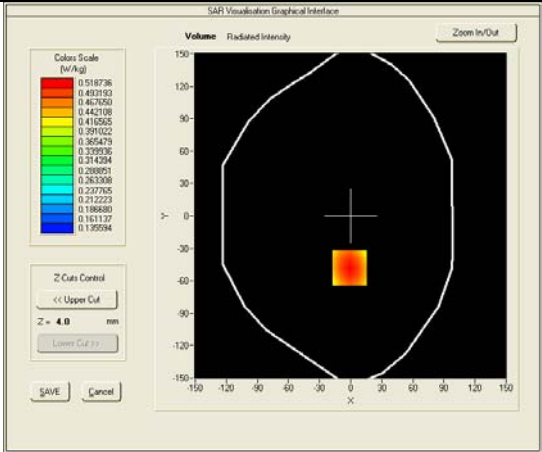 SAR Visualisation Graphical Interface
Volume Radiated Intensity
Zoom In/Out
Colors Scale
(W/kg)
0.518736
0.493193
0.467650
0.442108
0.416565
0.391022
0.365479
0.339936
0.314394
0.288851
0.263308
0.237765
0.212223
0.186680
0.161137
0.135594
Z-Cuts Control
<< Upper Cut
Z = 4.0 mm
Lower Cut >>
SAVE Cancel
150
120
90
60
30
0
-30
-60
-90
-120
-150
Y
-150 -120 -90 -60 -30 0 30 60 90 120 150
X